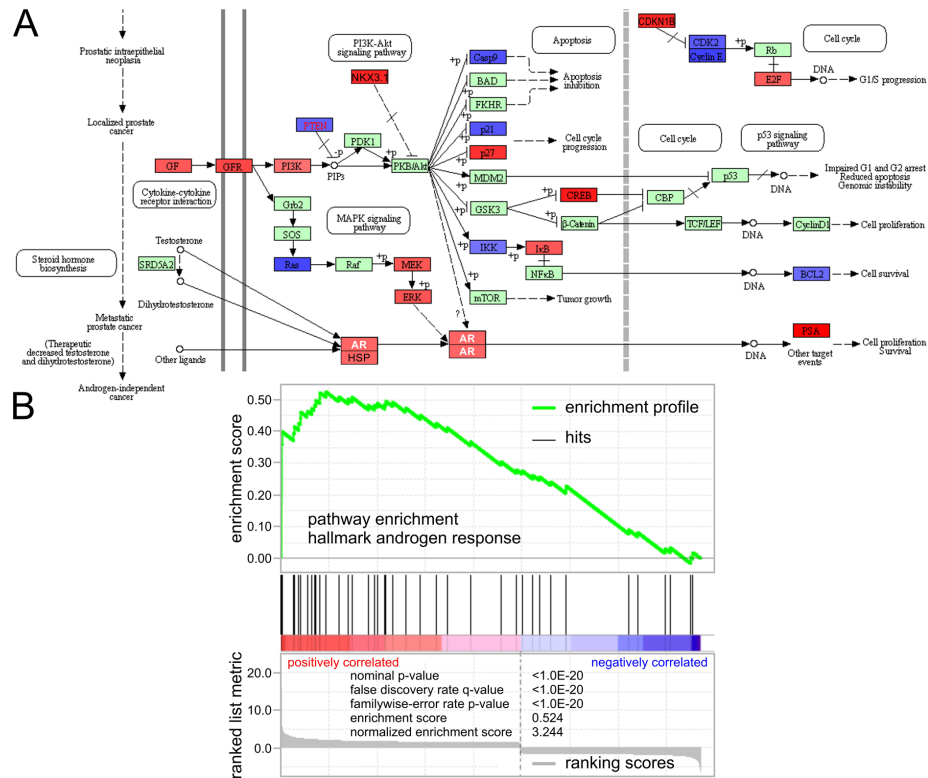 A
Prostatic intraepithelial
neoplasia
Localized prostate
cancer
Steroid hormone
biosynthesis
Metastatic
prostate cancer
(Therapeutic
decreased testosterone
and dihydrotestosterone)
Androgen-independent
cancer
GF
GFR
PI3K
Cytokine-cytokine
receptor interaction
Testosterone
SRD5A2
Dihydrotestosterone
Other ligands
PI3K-Akt
signaling pathway
NKX3.1
PTEN
-p
PIP3
PDK1
+p
PKB/Akt
Grb2
SOS
Ras
Raf
+p
MEK
+p
ERK
MAPK signaling
pathway
AR
HSP
?
AR
AR
+p
Casp9
BAD
+p
FKHR
+p
p21
+p
p27
+p
MDM2
GSK3
+p
CREB
+p
β-Catenin
+p
IKK
+p
IκB
NFκB
+p
mTOR
Tumor growth
Apoptosis
Apoptosis
inhibition
Cell cycle
progression
CDKN1B
CDK2
Cyclin E
+p
Rb
E2F
DNA
G1/S progression
Cell cycle
Cell cycle
p53 signaling
pathway
CBP
p53
DNA
Impaired G1 and G2 arrest
Reduced apoptosis
Genomic instability
TCF/LEF
DNA
CyclinD1
Cell proliferation
DNA
BCL2
Cell survival
DNA
PSA
Other target
events
Cell proliferation
Survival
B
enrichment score
0.50
0.40
0.30
0.20
0.10
0.00
enrichment profile
hits
pathway enrichment
hallmark androgen response
ranked list metric
20.0
10.0
0.0
positively correlated
negatively correlated
nominal p-value <1.0E-20
false discovery rate q-value <1.0E-20
familywise-error rate p-value <1.0E-20
enrichment score 0.524
normalized enrichment score 3.244
ranking scores